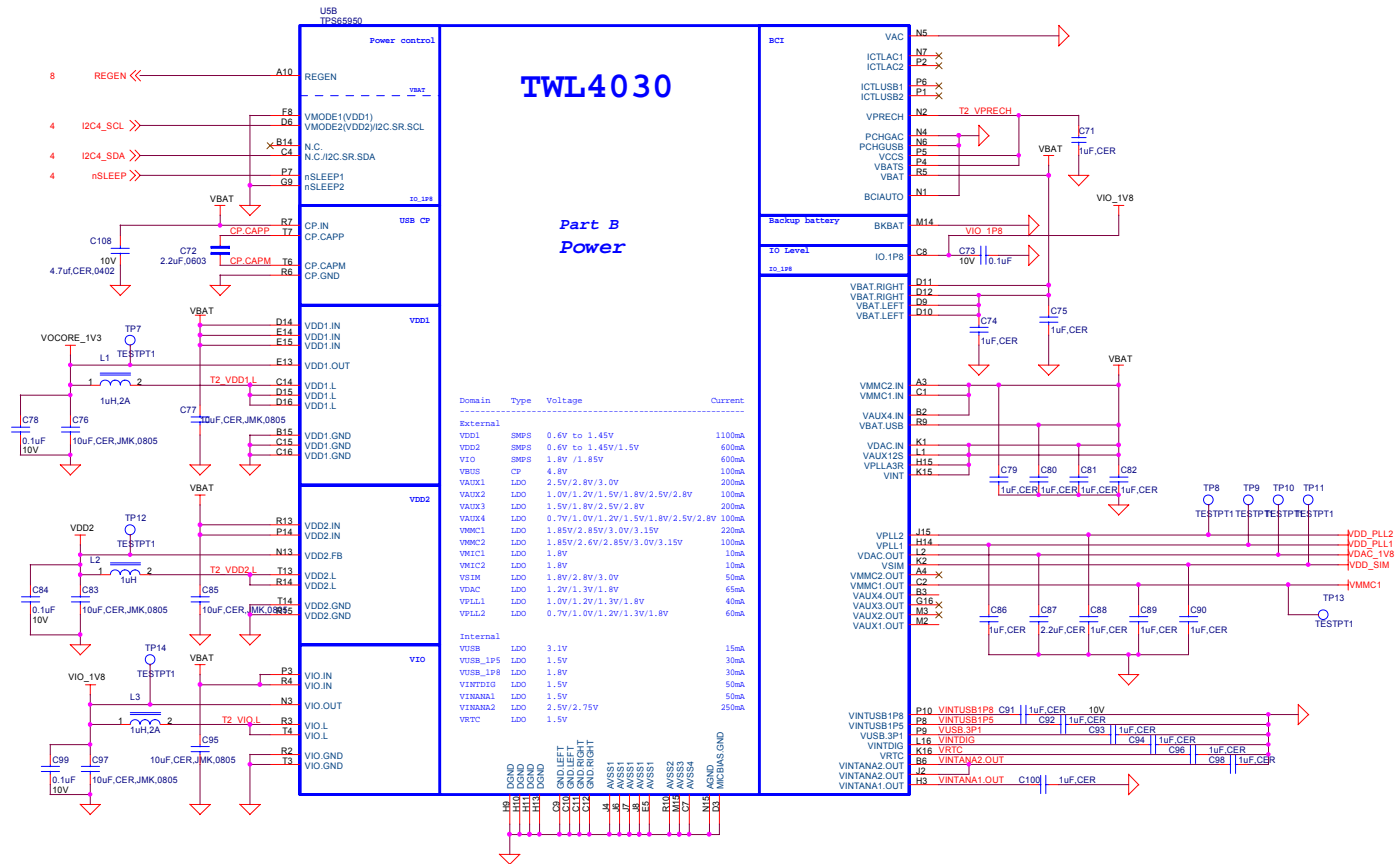 U5B
TPS65950
TWL4030
Part B
Power
Power control
VBAT
8 REGEN A10 REGEN
F8 VMODE1(VDD1)
4 I2C4_SCL D6 VMODE2(VDD2)/I2C.SR.SCL
B14 N.C.
4 I2C4_SDA C4 N.C./I2C.SR.SDA
4 nSLEEP P7 nSLEEP1
G9 nSLEEP2
IO_1P8
USB CP
VBAT
R7 CP.IN
CP.CAPP T7 CP.CAPP
C108
10V
4.7uf,CER,0402
C72
2.2uF,0603
CP.CAPM T6 CP.CAPM
R6 CP.GND
VDD1
VBAT
D14 VDD1.IN
E14 VDD1.IN
E15 VDD1.IN
VOCORE_1V3
TP7
TESTPT1
E13 VDD1.OUT
L1
1 2
1uH,2A
T2_VDD1.L C14 VDD1.L
D15 VDD1.L
D16 VDD1.L
C78
0.1uF
10V
C76
10uF,CER,JMK,0805
C77
10uF,CER,JMK,0805
B15 VDD1.GND
C15 VDD1.GND
C16 VDD1.GND
VDD2
VBAT
R13 VDD2.IN
P14 VDD2.IN
VDD2
TP12
TESTPT1
N13 VDD2.FB
L2
1 2
1uH
T2_VDD2.L T13 VDD2.L
R14 VDD2.L
C84
0.1uF
10V
C83
10uF,CER,JMK,0805
C85
10uF,CER,JMK,0805
T14 VDD2.GND
R15 VDD2.GND
VIO
VBAT
P3 VIO.IN
R4 VIO.IN
VIO_1V8
TP14
TESTPT1
N3 VIO.OUT
L3
1 2
1uH,2A
T2_VIO.L R3 VIO.L
T4 VIO.L
C99
0.1uF
10V
C97
10uF,CER,JMK,0805
C95
10uF,CER,JMK,0805
R2 VIO.GND
T3 VIO.GND
Domain Type Voltage Current
External
VDD1 SMPS 0.6V to 1.45V 1100mA
VDD2 SMPS 0.6V to 1.45V/1.5V 600mA
VIO SMPS 1.8V /1.85V 600mA
VBUS CP 4.8V 100mA
VAUX1 LDO 2.5V/2.8V/3.0V 200mA
VAUX2 LDO 1.0V/1.2V/1.5V/1.8V/2.5V/2.8V 100mA
VAUX3 LDO 1.5V/1.8V/2.5V/2.8V 200mA
VAUX4 LDO 0.7V/1.0V/1.2V/1.5V/1.8V/2.5V/2.8V 100mA
VMMC1 LDO 1.85V/2.85V/3.0V/3.15V 220mA
VMMC2 LDO 1.85V/2.6V/2.85V/3.0V/3.15V 100mA
VMIC1 LDO 1.8V 10mA
VMIC2 LDO 1.8V 10mA
VSIM LDO 1.8V/2.8V/3.0V 50mA
VDAC LDO 1.2V/1.3V/1.8V 65mA
VPLL1 LDO 1.0V/1.2V/1.3V/1.8V 40mA
VPLL2 LDO 0.7V/1.0V/1.2V/1.3V/1.8V 60mA
Internal
VUSB LDO 3.1V 15mA
VUSB_1P5 LDO 1.5V 30mA
VUSB_1P8 LDO 1.8V 30mA
VINTDIG LDO 1.5V 50mA
VINANA1 LDO 1.5V 50mA
VINANA2 LDO 2.5V/2.75V 250mA
VRTC LDO 1.5V
DGND DGND DGND DGND GND.LEFT GND.LEFT GND.RIGHT GND.RIGHT AVSS1 AVSS1 AVSS1 AVSS1 AVSS1 AVSS2 AVSS3 AVSS4 AGND MICBIAS.GND
H9 H10 H11 H13 C9 C10 C11 C12 J4 J6 J7 J8 E5 R10 M15 C7 N15 D3
BCI
VAC N5
ICTLAC1 N7
ICTLAC2 P2
ICTLUSB1 P6
ICTLUSB2 P1
VPRECH N2 T2_VPRECH
PCHGAC N4
PCHGUSB N6
VCCS P5
VBATS P4
VBAT R5
BCIAUTO N1
C71
1uF,CER
VBAT
VIO_1V8
Backup battery
BKBAT M14
IO Level
IO_1P8
IO.1P8 C8 VIO_1P8
C73
10V 0.1uF
VBAT.RIGHT D11
VBAT.RIGHT D12
VBAT.LEFT D9
VBAT.LEFT D10
C74
1uF,CER
C75
1uF,CER
VBAT
VMMC2.IN A3
VMMC1.IN C1
VAUX4.IN B2
VBAT.USB R9
VDAC.IN K1
VAUX12S L1
VPLLA3R H15
VINT K15
C79 C80 C81 C82
1uF,CER 1uF,CER 1uF,CER 1uF,CER
TP8 TP9 TP10 TP11
TESTPT1 TESTPT1 TESTPT1 TESTPT1
VPLL2 J15 VDD_PLL2
VPLL1 H14 VDD_PLL1
VDAC.OUT L2 VDAC_1V8
VSIM K2 VDD_SIM
VMMC2.OUT A4
VMMC1.OUT C2 VMMC1
VAUX4.OUT B3
VAUX3.OUT G16
VAUX2.OUT M3
VAUX1.OUT M2
TP13
TESTPT1
C86 C87 C88 C89 C90
1uF,CER 2.2uF,CER 1uF,CER 1uF,CER 1uF,CER
VINTUSB1P8 P10 VINTUSB1P8 C91 1uF,CER 10V
VINTUSB1P5 P8 VINTUSB1P5 C92 1uF,CER
VUSB.3P1 P9 VUSB.3P1 C93 1uF,CER
VINTDIG L16 VINTDIG C94 1uF,CER
VRTC K16 VRTC C96 1uF,CER
VINTANA2.OUT B6 VINTANA2.OUT C98 1uF,CER
VINTANA2.OUT J2
VINTANA1.OUT H3 VINTANA1.OUT C100 1uF,CER